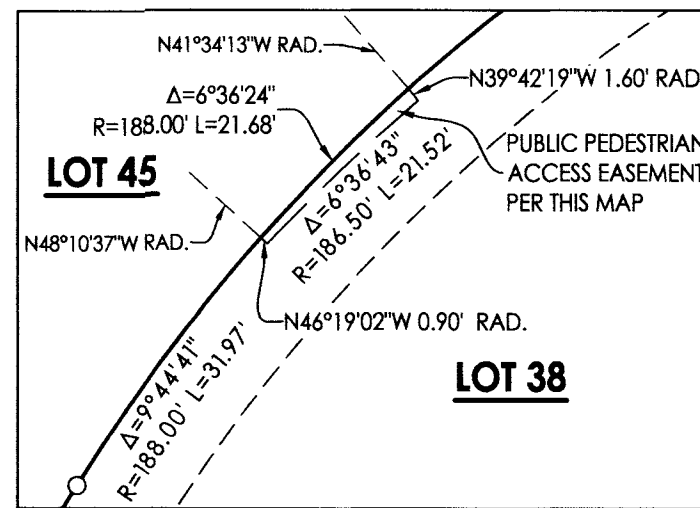 N41°34'13"W RAD.
N39°42'19"W 1.60' RAD
Δ=6°36'24"
R=188.00' L=21.68'
PUBLIC PEDESTRIAN
ACCESS EASEMENT
PER THIS MAP
LOT 45
Δ=6°36'43"
R=186.50' L=21.52'
N48°10'37"W RAD.
N46°19'02"W 0.90' RAD.
LOT 38
Δ=9°44'41"
R=188.00' L=31.97'